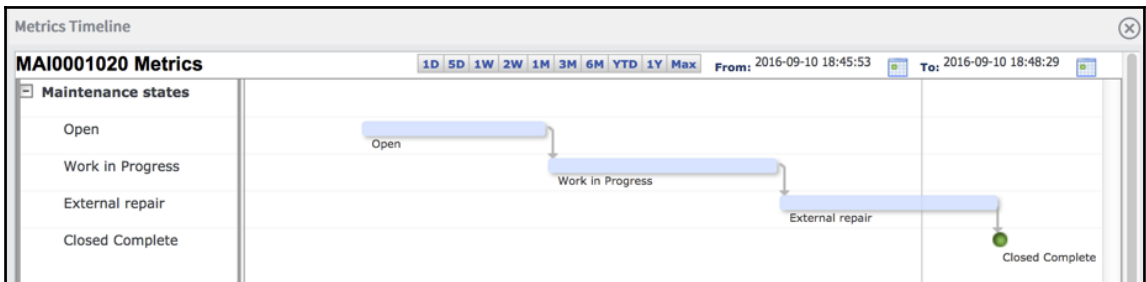 Metrics Timeline
MAI0001020 Metrics 1D 5D 1W 2W 1M 3M 6M YTD 1Y Max From: 2016-09-10 18:45:53 To: 2016-09-10 18:48:29
Maintenance states
Open
Open
Work in Progress
Work in Progress
External repair
External repair
Closed Complete
Closed Complete